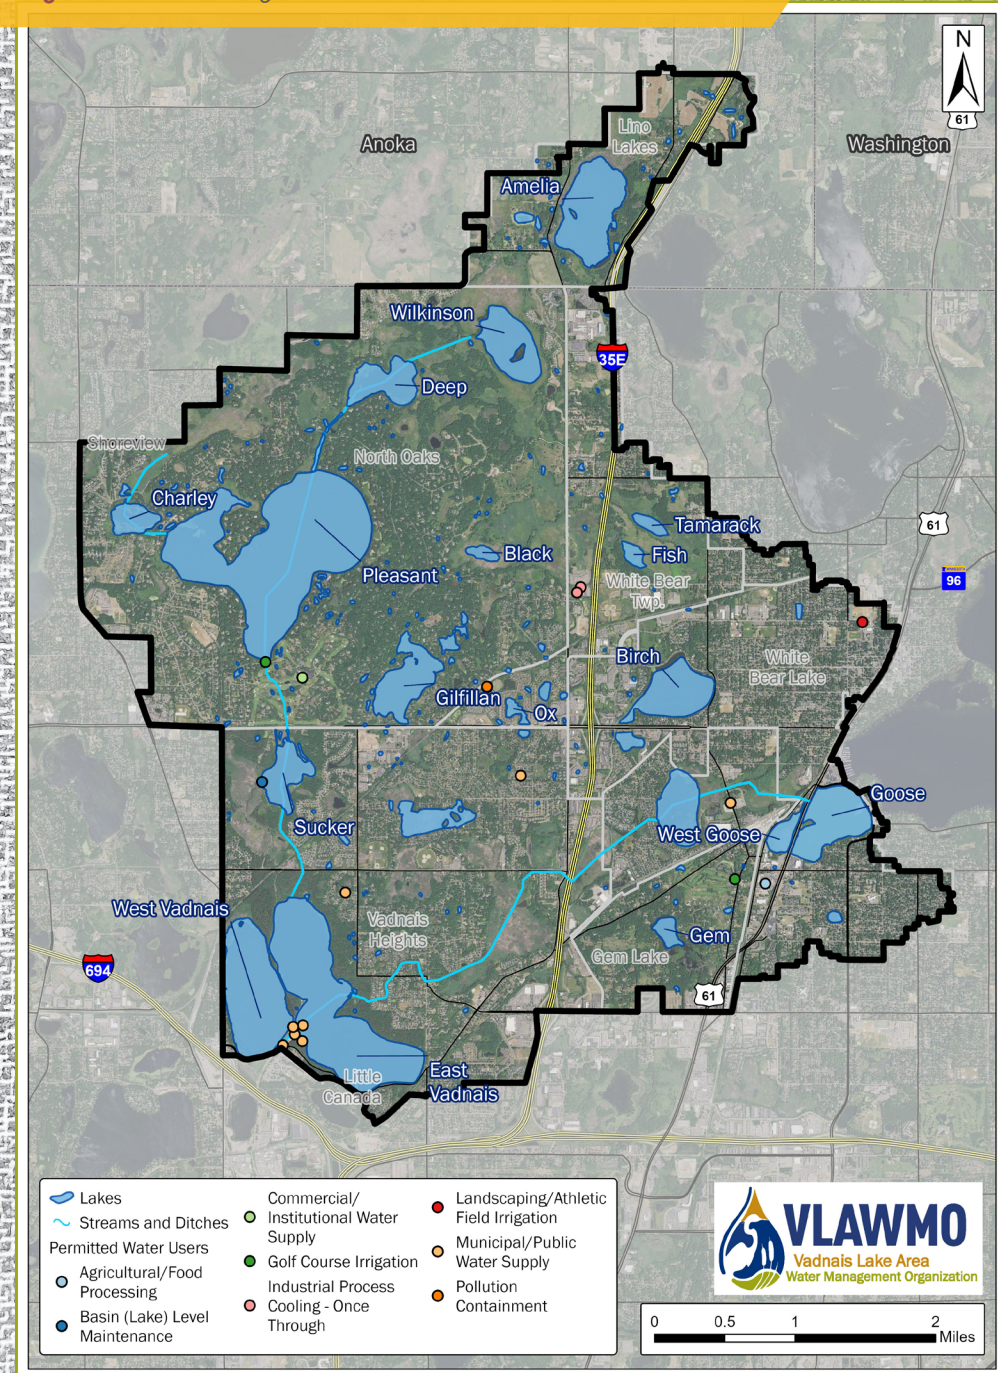 N
61
Anoka
Washington
Lino
Lakes
Amelia
Wilkinson
35E
Deep
Shoreview
North Oaks
Charley
Tamarack
61
Black
Fish
Pleasant
96
White Bear
Twp.
Birch
White
Bear Lake
Gilfillan
Ox
Goose
Sucker
West Goose
West Vadnais
Vadnais
Heights
Gem
Gem Lake
694
61
East
Vadnais
Little
Canada
Lakes
Streams and Ditches
Permitted Water Users
Agricultural/Food
Processing
Basin (Lake) Level
Maintenance
Commercial/
Institutional Water
Supply
Golf Course Irrigation
Industrial Process
Cooling - Once
Through
Landscaping/Athletic
Field Irrigation
Municipal/Public
Water Supply
Pollution
Containment
VLAWMO
Vadnais Lake Area
Water Management Organization
0 0.5 1 2
Miles